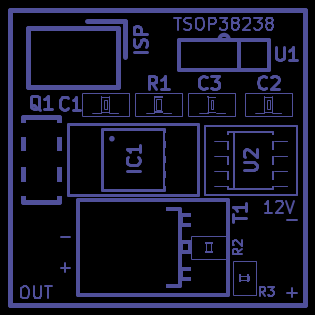 TSOP38238
ISP
U1
R1 C3 C2
Q1 C1
IC1
U2
T1
12V
−
−
R2
+
OUT
R3 +